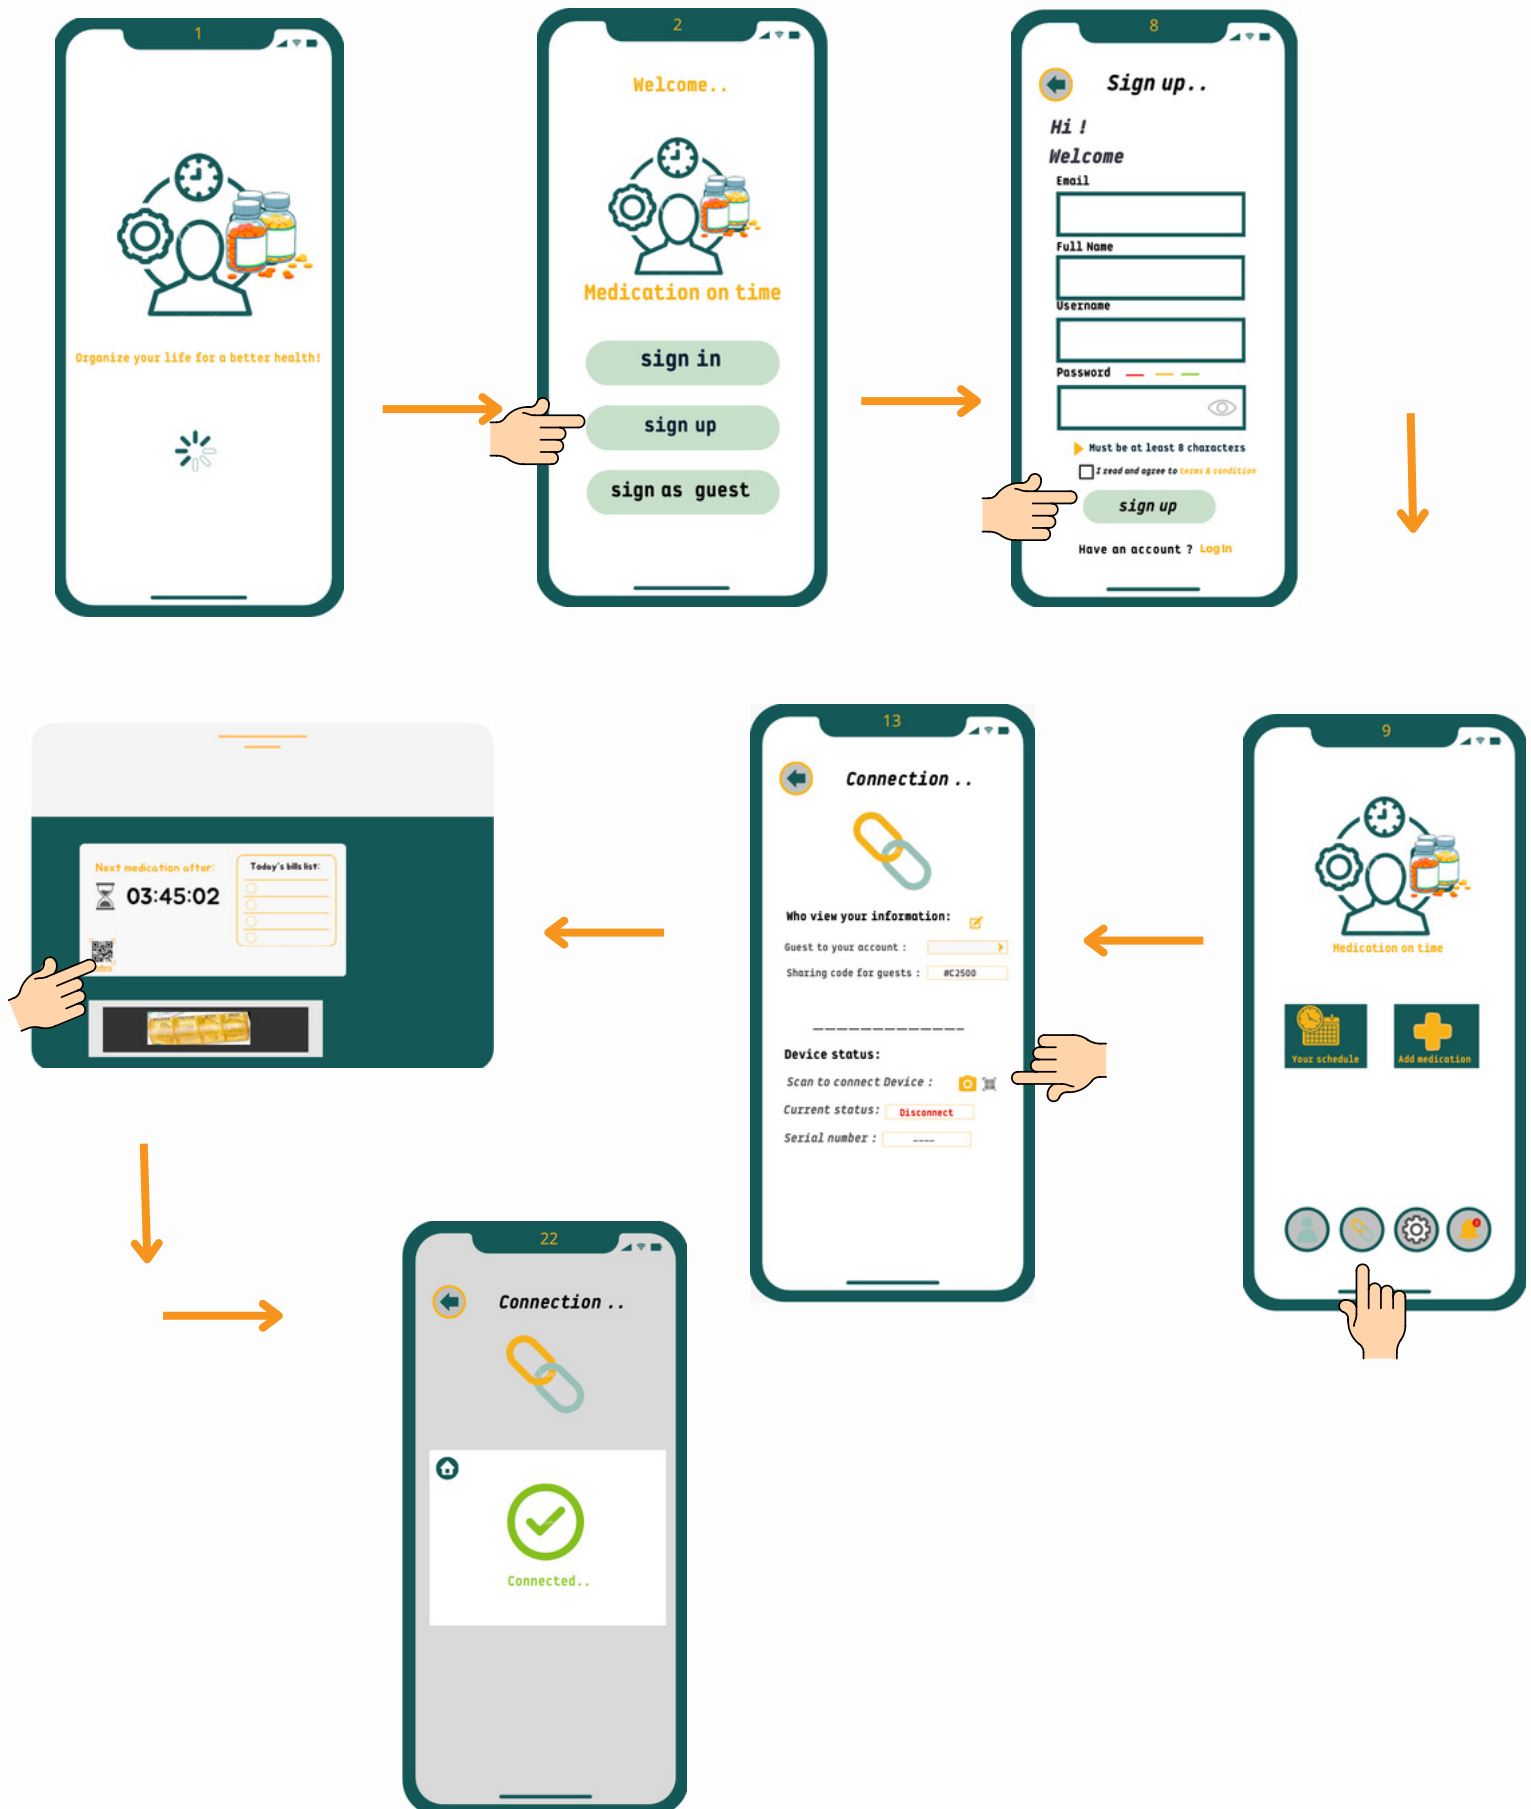 1
Organize your life for a better health!
2
Welcome..
Medication on time
sign in
sign up
sign as guest
8
Sign up..
Hi !
Welcome
Email
Full Name
Username
Password
Must be at least 8 characters
I read and agree to terms & condition
sign up
Have an account ? Log In
Next medication after:
03:45:02
Today's bills list:
13
Connection ..
Who view your information:
Guest to your account :
Sharing code for guests : #C2500
Device status:
Scan to connect Device :
Current status: Disconnect
Serial number : ----
9
Medication on time
Your schedule
Add medication
22
Connection ..
Connected..